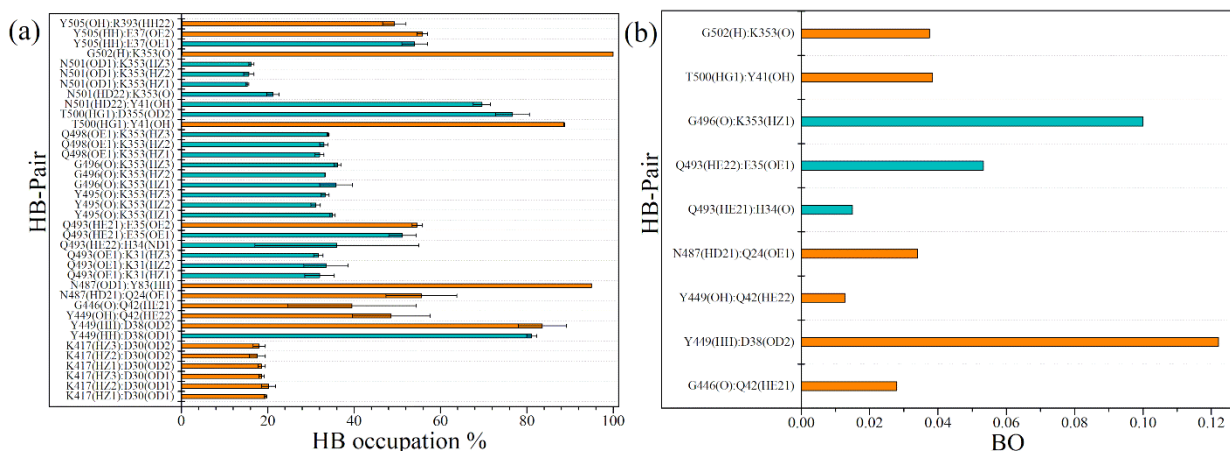 (a)
HB-Pair
Y505(OH):R393(HH22)
Y505(HH):E37(OE2)
Y505(HH):E37(OE1)
G502(H):K353(O)
N501(OD1):K353(HZ3)
N501(OD1):K353(HZ2)
N501(OD1):K353(HZ1)
N501(HD22):K353(O)
N501(HD22):Y41(OH)
T500(HG1):D355(OD2)
T500(HG1):Y41(OH)
Q498(OE1):K353(HZ3)
Q498(OE1):K353(HZ2)
Q498(OE1):K353(HZ1)
G496(O):K353(HZ3)
G496(O):K353(HZ2)
G496(O):K353(HZ1)
Y495(O):K353(HZ3)
Y495(O):K353(HZ2)
Y495(O):K353(HZ1)
Q493(HE21):E35(OE2)
Q493(HE21):E35(OE1)
Q493(HE22):H34(ND1)
Q493(OE1):K31(HZ3)
Q493(OE1):K31(HZ2)
Q493(OE1):K31(HZ1)
N487(OD1):Y83(HH)
N487(HD21):Q24(OE1)
G446(O):Q42(HE21)
Y449(OH):Q42(HE22)
Y449(HH):D38(OD2)
Y449(HH):D38(OD1)
K417(HZ3):D30(OD2)
K417(HZ2):D30(OD2)
K417(HZ1):D30(OD2)
K417(HZ3):D30(OD1)
K417(HZ2):D30(OD1)
K417(HZ1):D30(OD1)
0 20 40 60 80 100
HB occupation %
(b)
HB-Pair
G502(H):K353(O)
T500(HG1):Y41(OH)
G496(O):K353(HZ1)
Q493(HE22):E35(OE1)
Q493(HE21):H34(O)
N487(HD21):Q24(OE1)
Y449(OH):Q42(HE22)
Y449(HH):D38(OD2)
G446(O):Q42(HE21)
0.00 0.02 0.04 0.06 0.08 0.10 0.12
BO